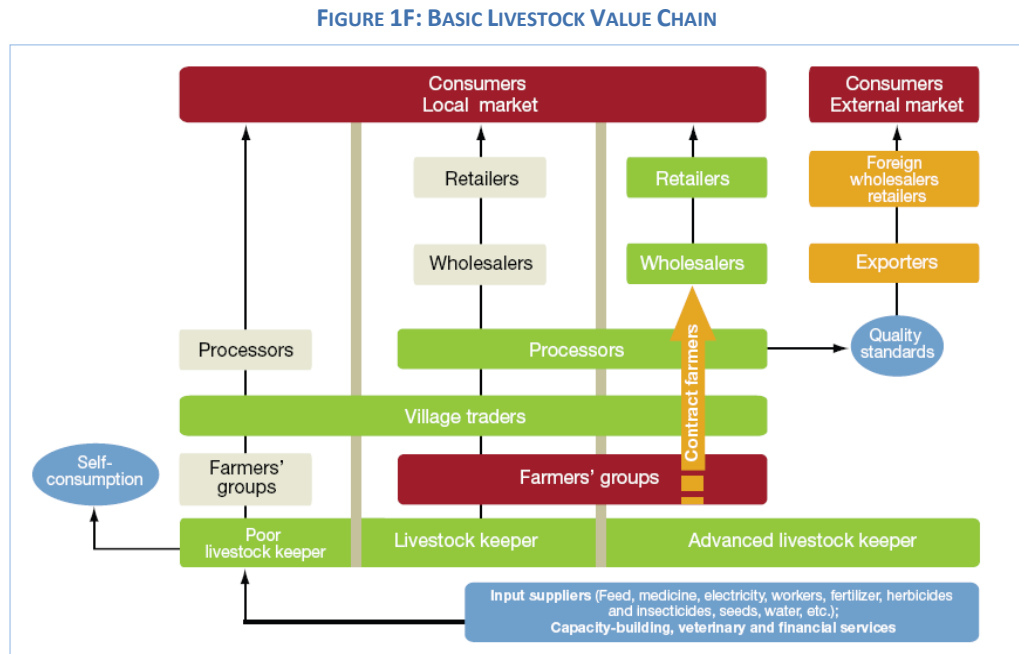 FIGURE 1F: BASIC LIVESTOCK VALUE CHAIN
Consumers
Local market
Consumers
External market
Retailers
Retailers
Foreign
wholesalers
retailers
Wholesalers
Wholesalers
Exporters
Processors
Processors
Quality
standards
Contract farmers
Village traders
Self-
consumption
Farmers'
groups
Farmers' groups
Poor
livestock keeper
Livestock keeper
Advanced livestock keeper
Input suppliers (Feed, medicine, electricity, workers, fertilizer, herbicides
and insecticides, seeds, water, etc.);
Capacity-building, veterinary and financial services